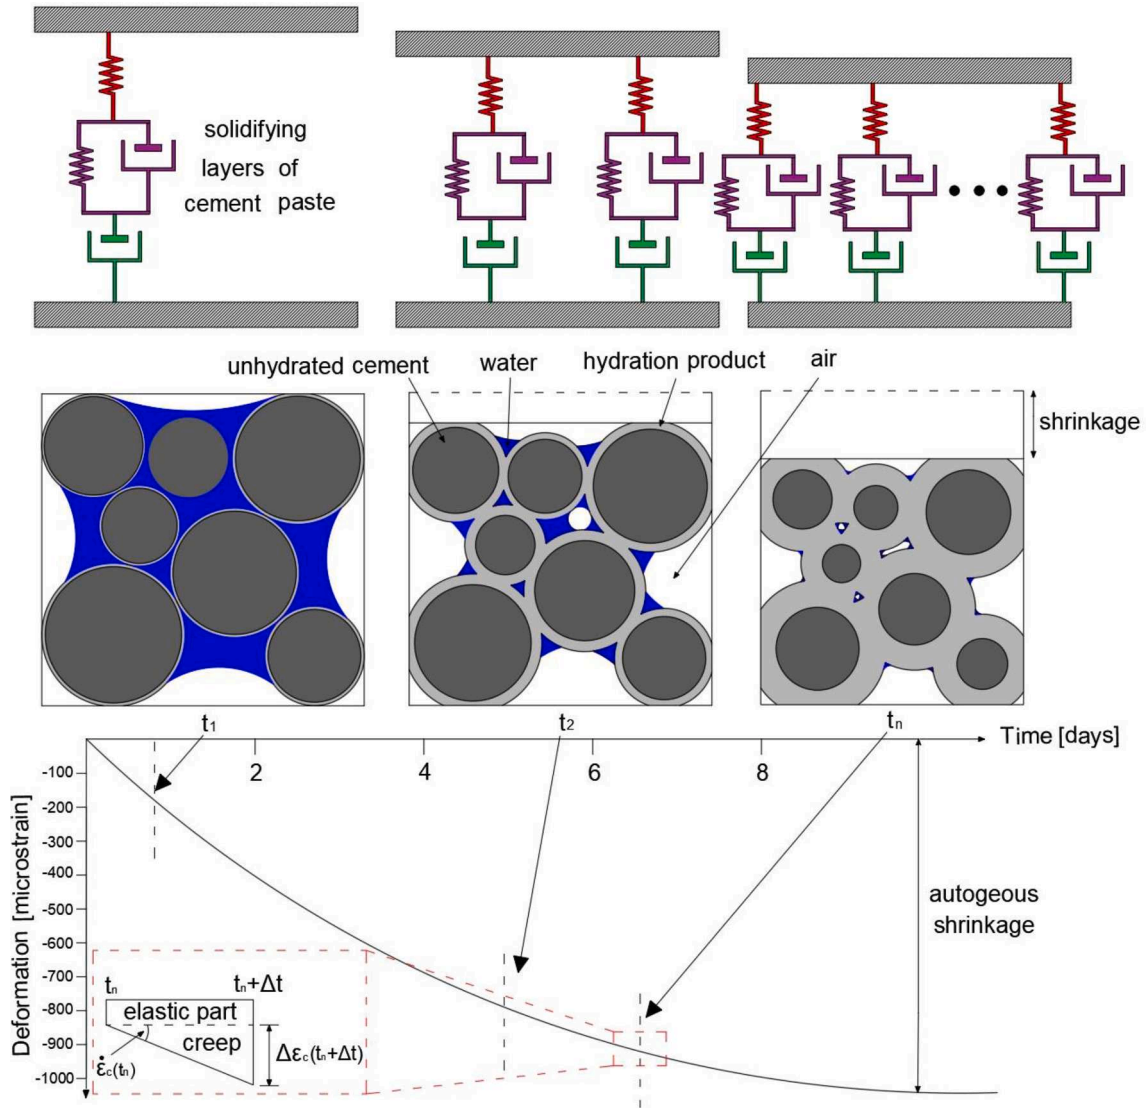 solidifying
layers of
cement paste
unhydrated cement
water
hydration product
air
shrinkage
t1
t2
tn
Time [days]
2
4
6
8
Deformation [microstrain]
-100
-200
-300
-400
-500
-600
-700
-800
-900
-1000
autogeous
shrinkage
tn
tn+Δt
elastic part
creep
ε̇c(tn)
Δεc(tn+Δt)